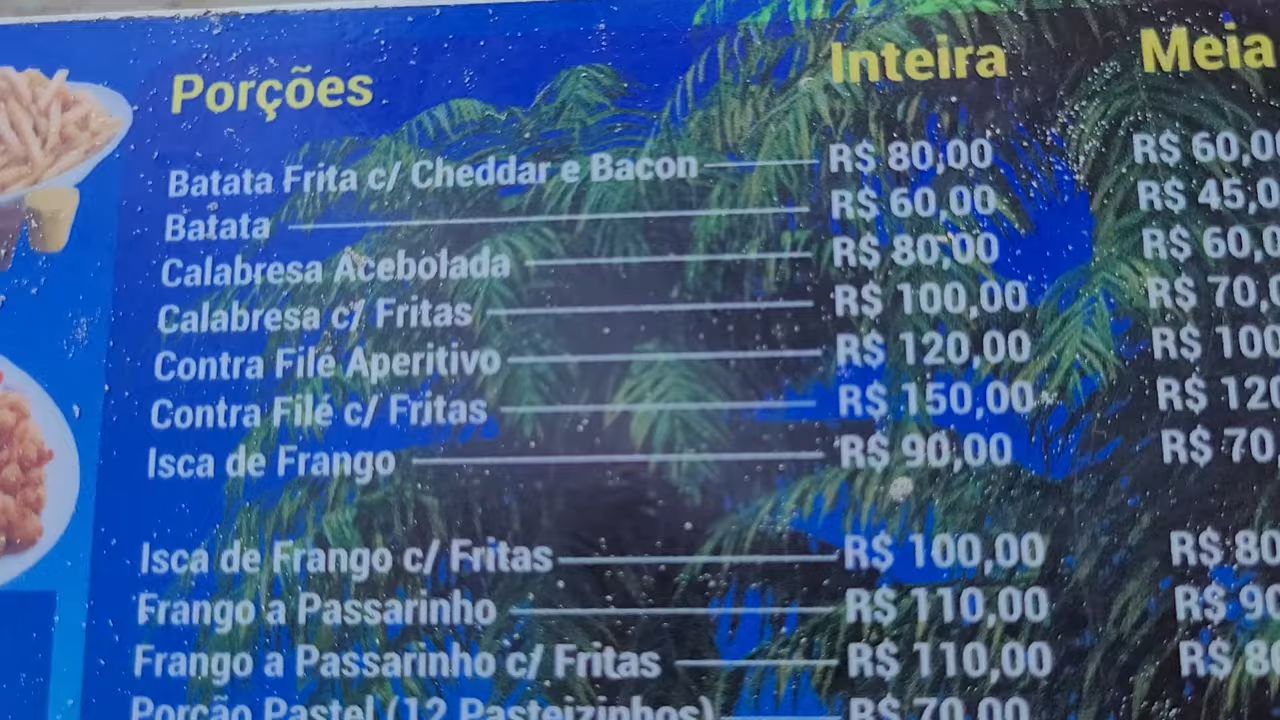 Porções Inteira Meia
Batata Frita c/ Cheddar e Bacon R$ 80,00 R$ 60,00
Batata R$ 60,00 R$ 45,0
Calabresa Acebolada R$ 80,00 R$ 60,0
Calabresa c/ Fritas R$ 100,00 R$ 70,0
Contra Filé Aperitivo R$ 120,00 R$ 100
Contra Filé c/ Fritas R$ 150,00 R$ 120
Isca de Frango R$ 90,00 R$ 70,
Isca de Frango c/ Fritas R$ 100,00 R$ 80
Frango a Passarinho R$ 110,00 R$ 90
Frango a Passarinho c/ Fritas R$ 110,00 R$ 80
Porção Pastel (12 Pasteizinhos) R$ 70,00